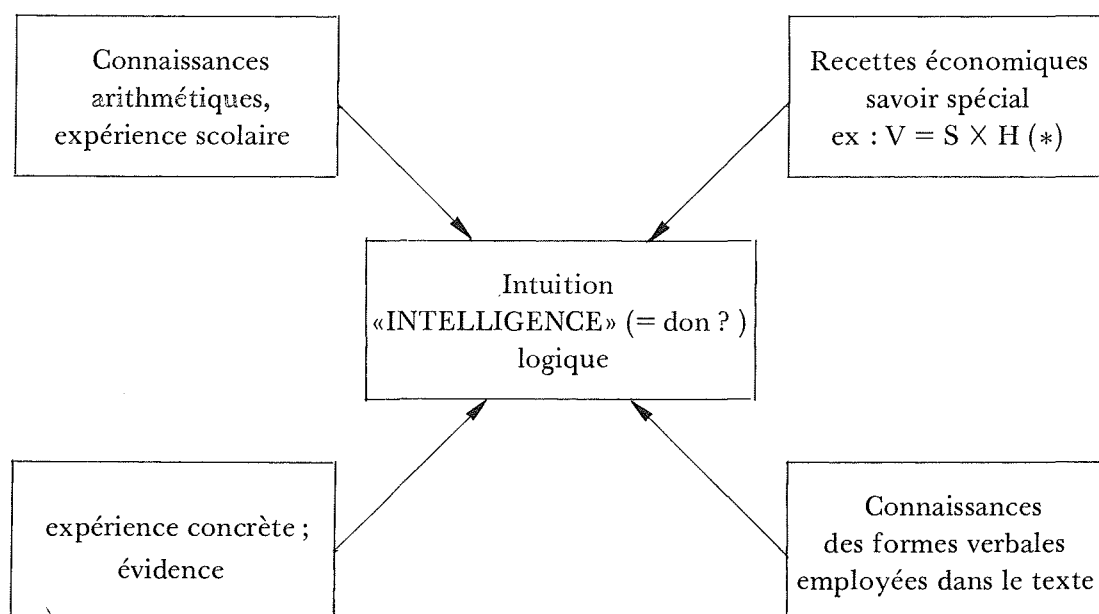 Connaissances
arithmétiques,
expérience scolaire
Recettes économiques
savoir spécial
ex : V = S X H (*)
Intuition
«INTELLIGENCE» (= don ? )
logique
expérience concrète ;
évidence
Connaissances
des formes verbales
employées dans le texte